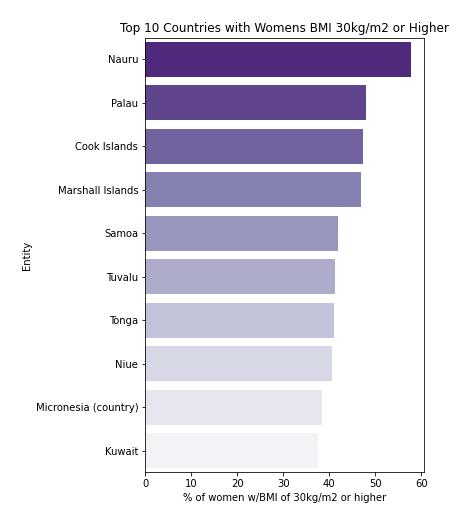 Top 10 Countries with Womens BMI 30kg/m2 or Higher
Entity
Nauru
Palau
Cook Islands
Marshall Islands
Samoa
Tuvalu
Tonga
Niue
Micronesia (country)
Kuwait
0 10 20 30 40 50 60
% of women w/BMI of 30kg/m2 or higher